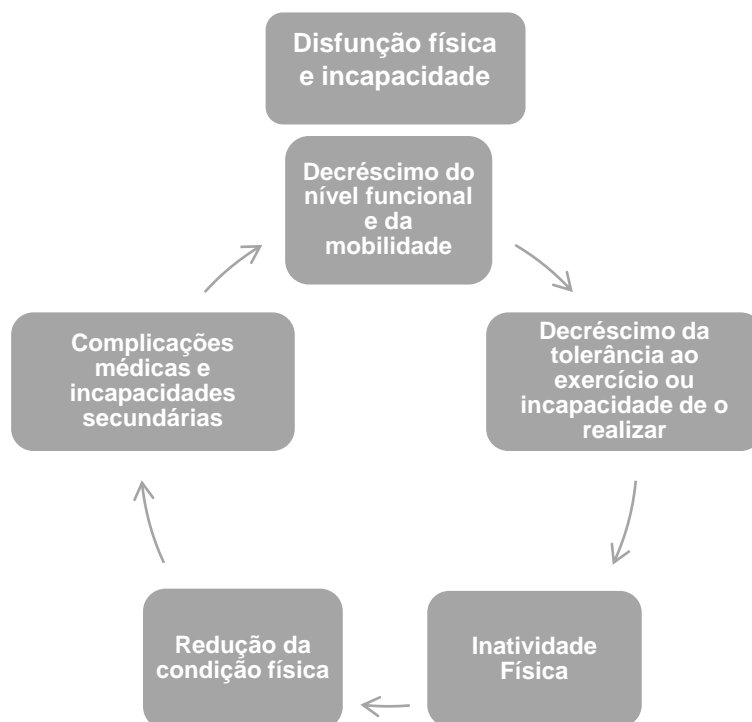 Disfunção física
e incapacidade
Decréscimo do
nível funcional
e da
mobilidade
Decréscimo da
tolerância ao
exercício ou
incapacidade de o
realizar
Inatividade
Física
Redução da
condição física
Complicações
médicas e
incapacidades
secundárias